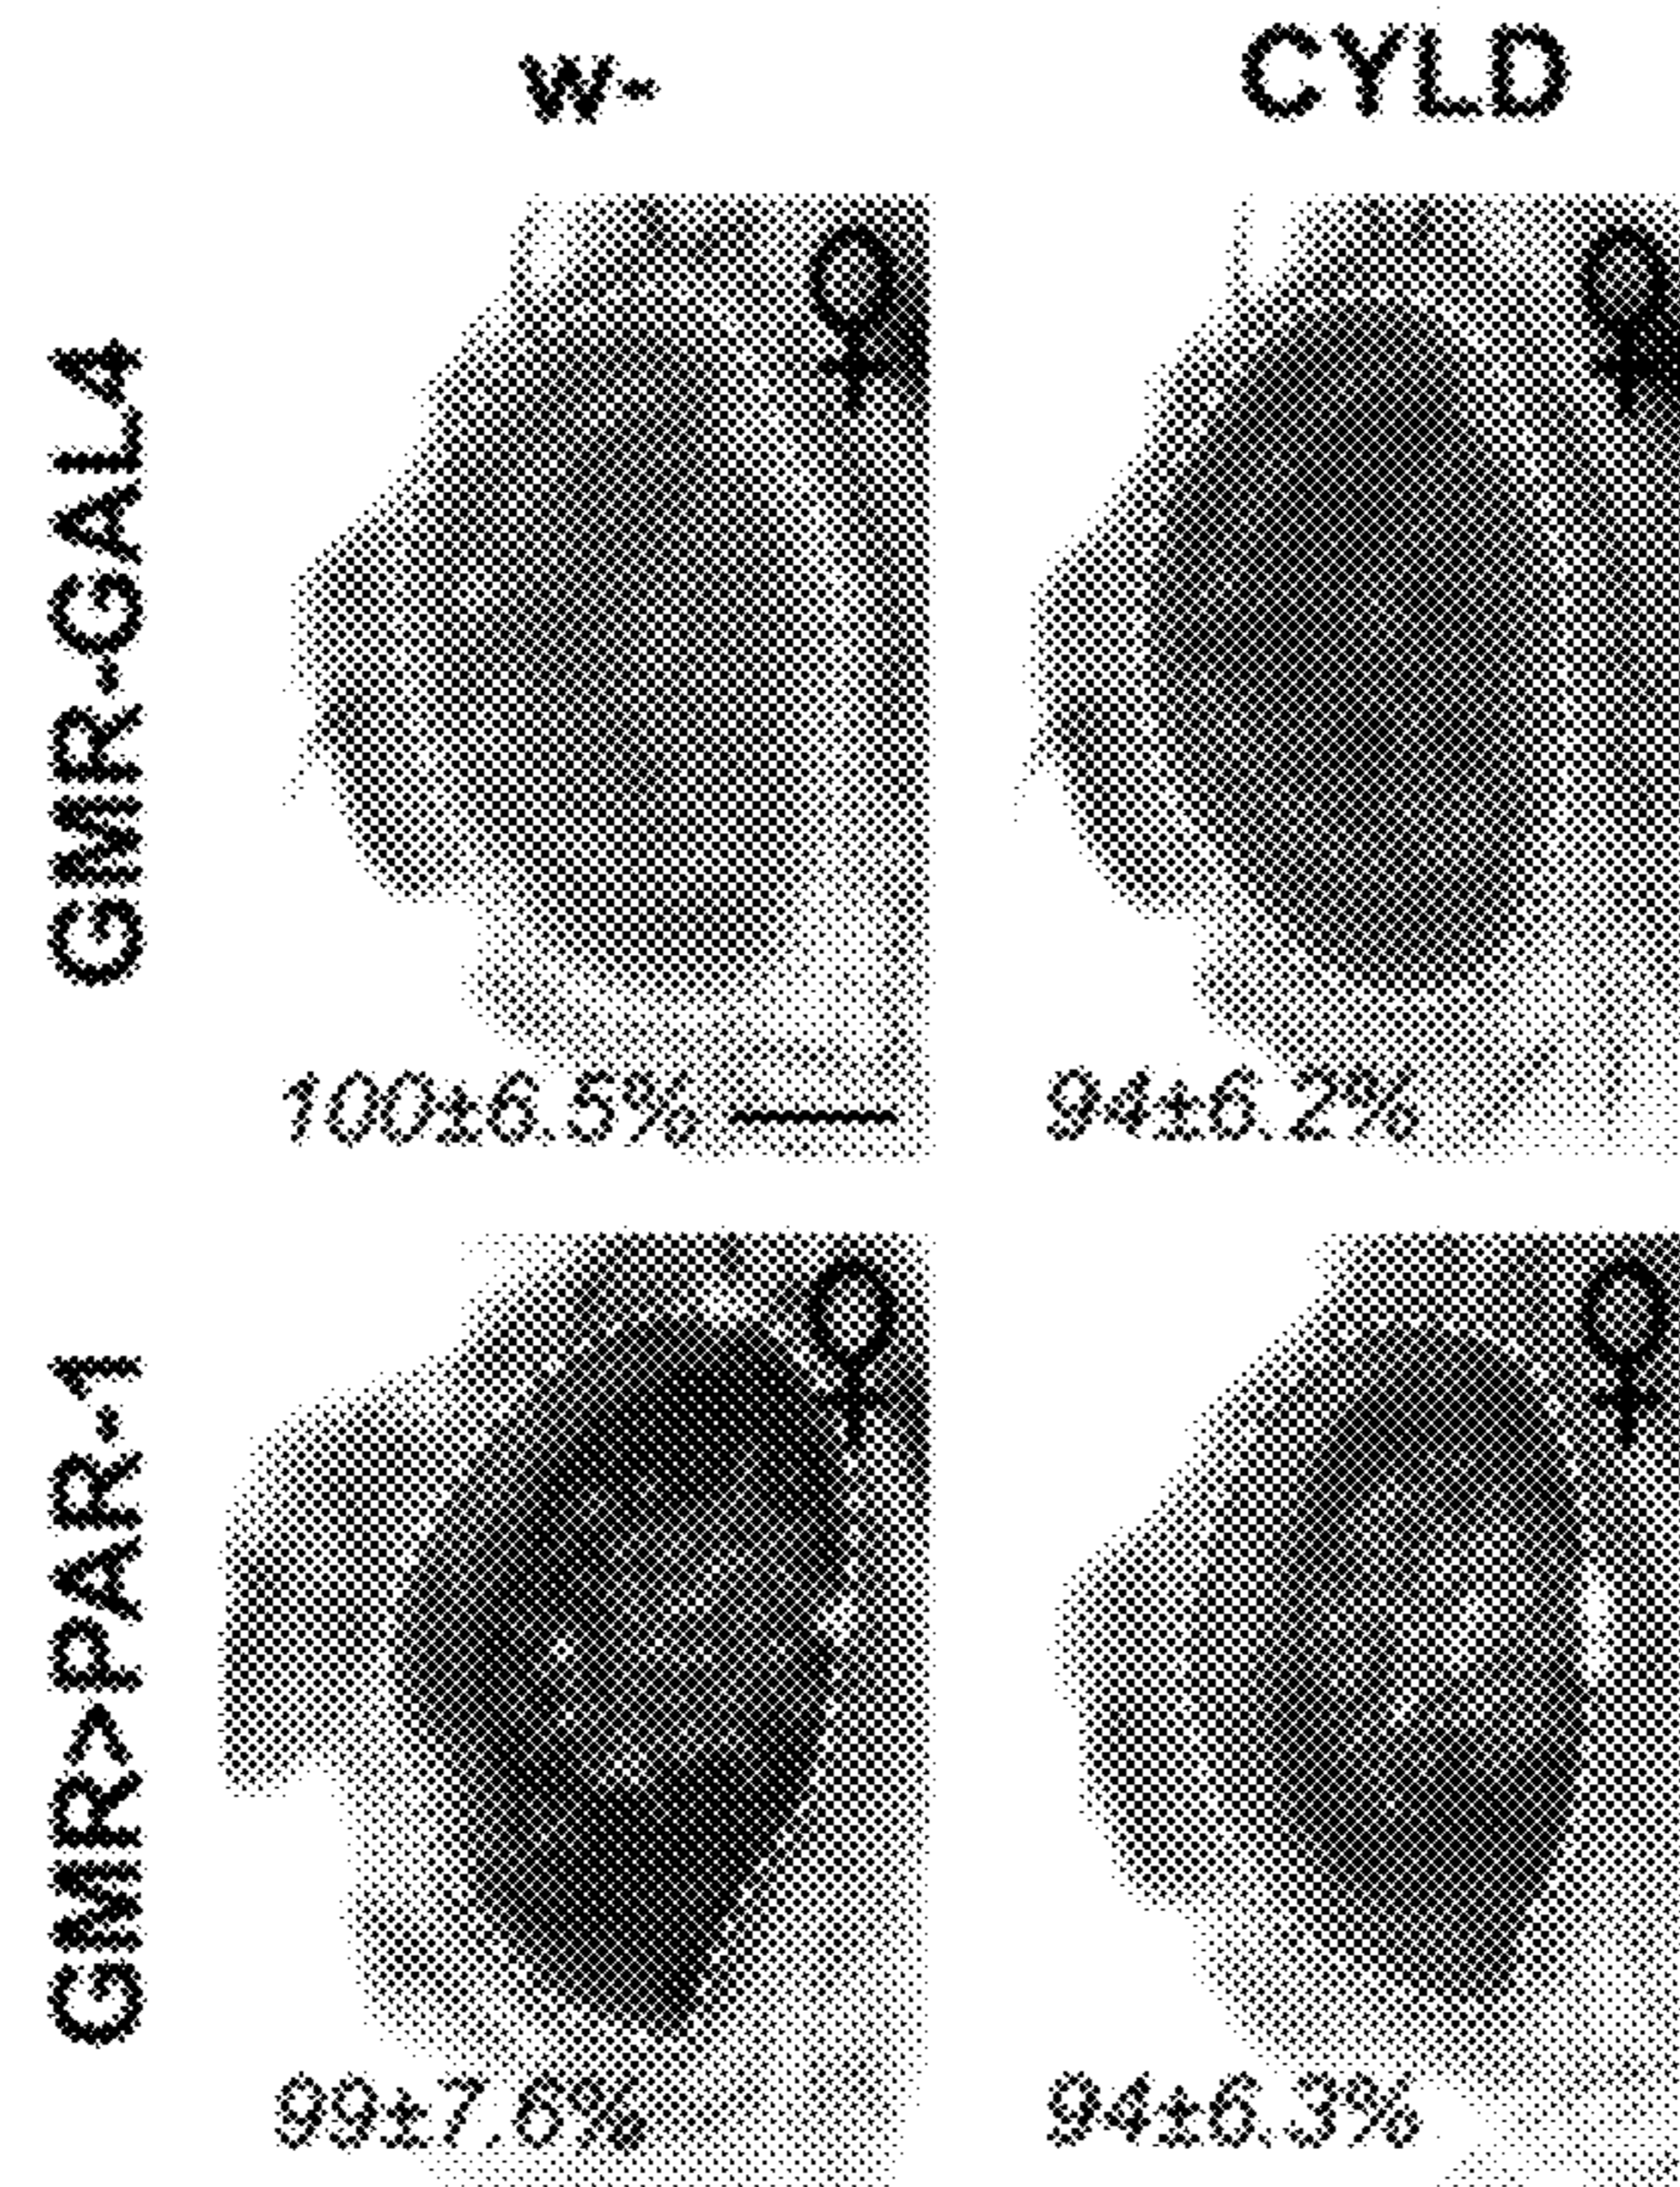 w-
CYLD
GMR-GAL4
♀
♀
100±6.5%
94±6.2%
GMR>PAR-1
♀
♀
99±7.6%
94±6.3%